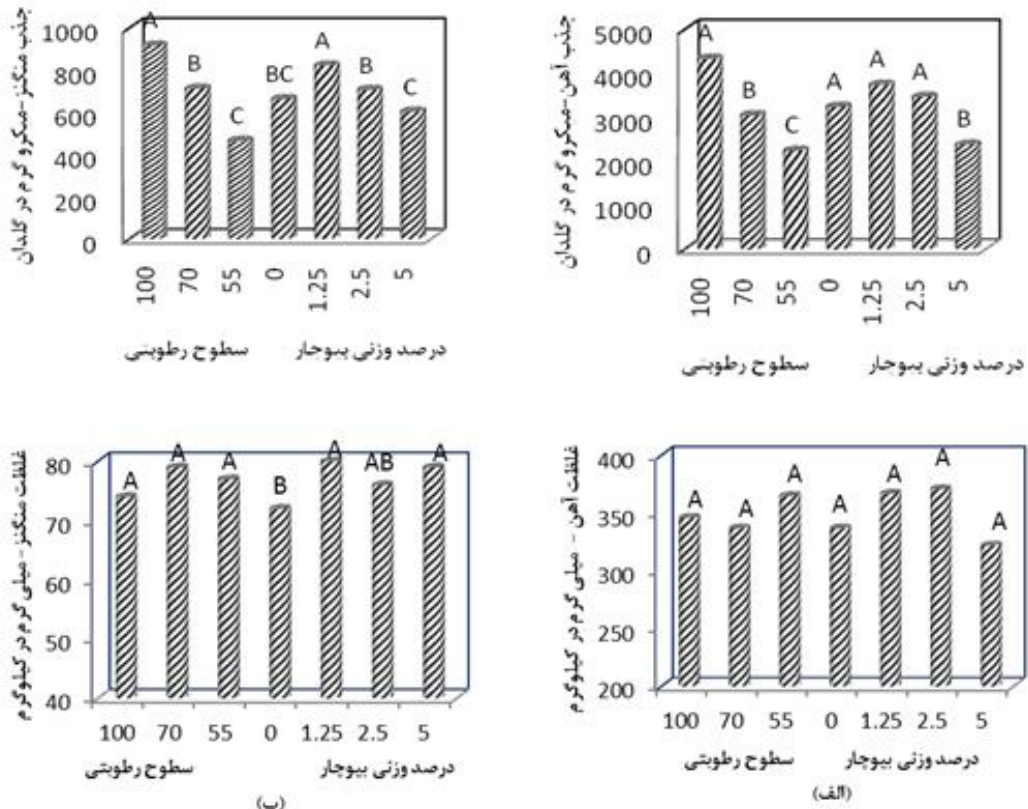 جذب منگنز-میکرو گرم در گلدان
1000
800
600
400
200
0
A B C BC A B C
100 70 55 0 1.25 2.5 5
سطوح رطوبتی درصد وزنی بیوچار
جذب آهن-میکرو گرم در گلدان
5000
4000
3000
2000
1000
0
A B C A A A B
100 70 55 0 1.25 2.5 5
سطوح رطوبتی درصد وزنی بیوچار
غلظت منگنز-میلی گرم در کیلوگرم
80
70
60
50
40
A A A B A AB A
100 70 55 0 1.25 2.5 5
سطوح رطوبتی درصد وزنی بیوچار
(ب)
غلظت آهن - میلی گرم در کیلوگرم
400
350
300
250
200
A A A A A A A
100 70 55 0 1.25 2.5 5
سطوح رطوبتی درصد وزنی بیوچار
(الف)